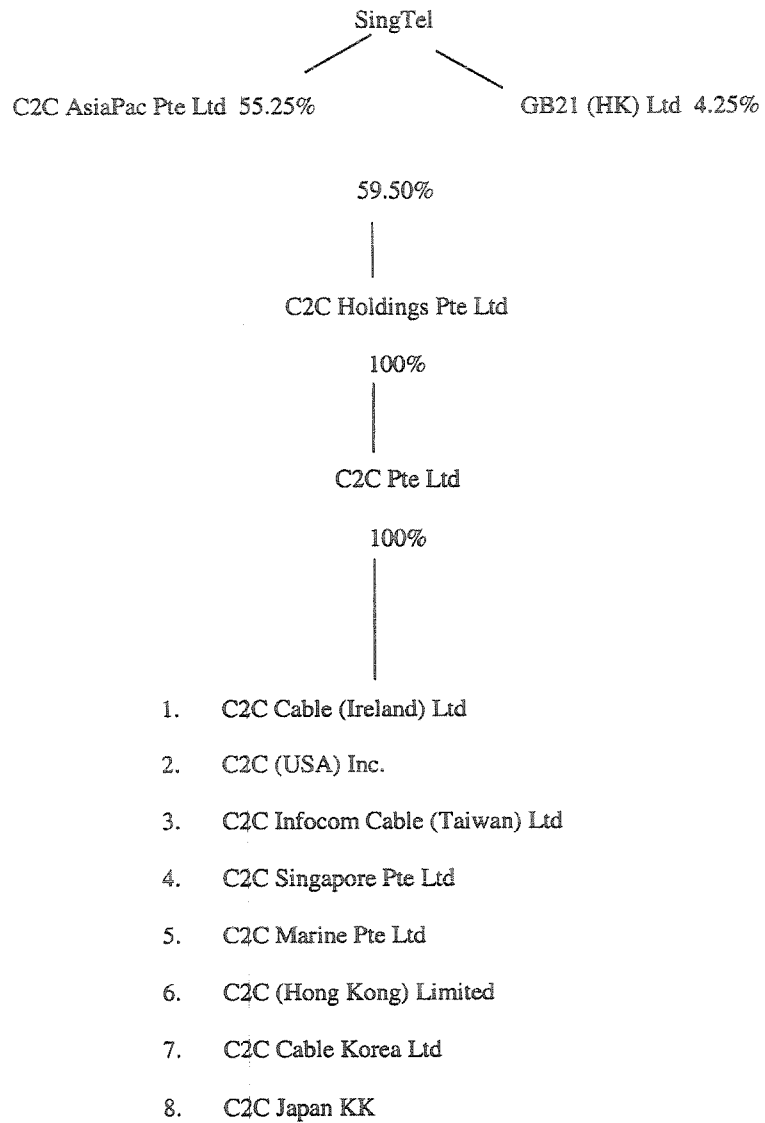 SingTel
C2C AsiaPac Pte Ltd 55.25% GB21 (HK) Ltd 4.25%
59.50%
C2C Holdings Pte Ltd
100%
C2C Pte Ltd
100%
1. C2C Cable (Ireland) Ltd
2. C2C (USA) Inc.
3. C2C Infocom Cable (Taiwan) Ltd
4. C2C Singapore Pte Ltd
5. C2C Marine Pte Ltd
6. C2C (Hong Kong) Limited
7. C2C Cable Korea Ltd
8. C2C Japan KK